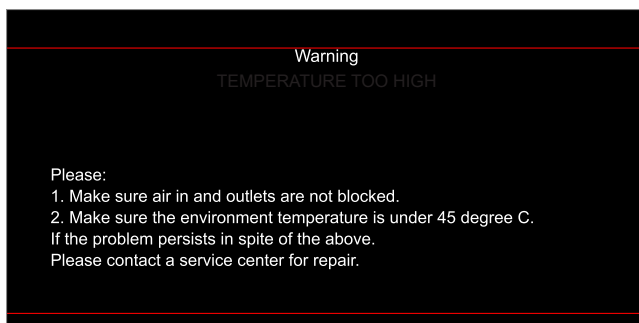 Warning
TEMPERATURE TOO HIGH
Please:
1. Make sure air in and outlets are not blocked.
2. Make sure the environment temperature is under 45 degree C.
If the problem persists in spite of the above.
Please contact a service center for repair.